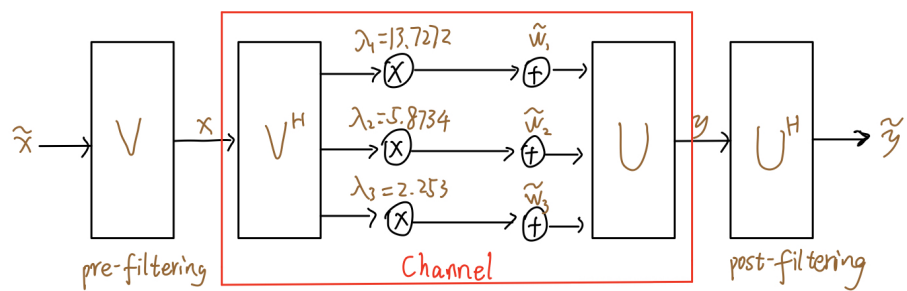 x̃
V
x
V^H
λ₁=13.7272
x
w̃₁
+
λ₂=5.8734
x
w̃₂
+
λ₃=2.253
x
w̃₃
+
U
y
U^H
ỹ
pre-filtering
Channel
post-filtering